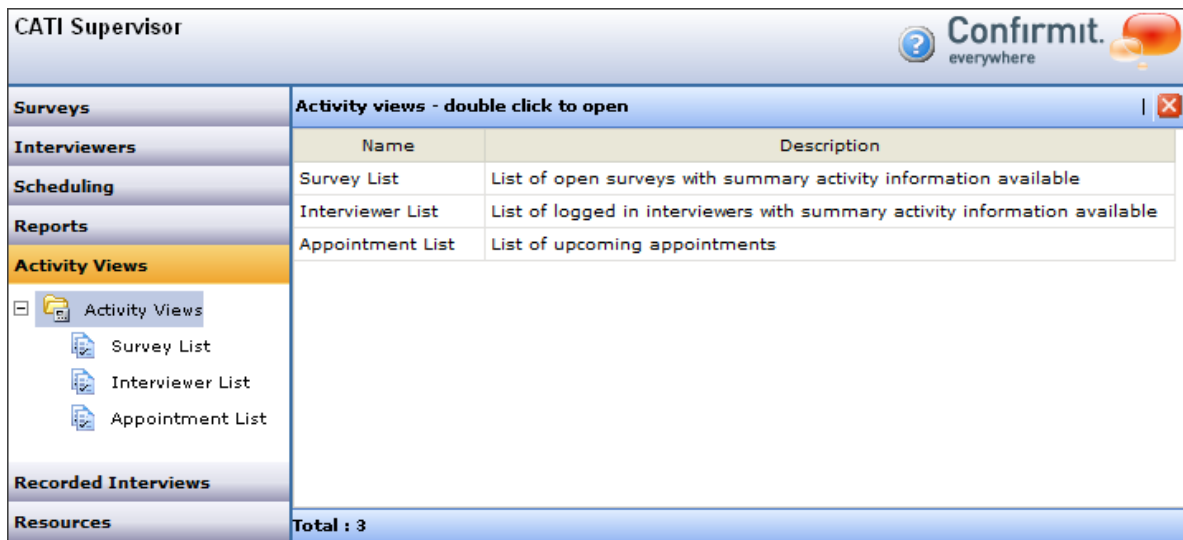 CATI Supervisor
?
Confirmit.
everywhere
Surveys
Interviewers
Scheduling
Reports
Activity Views
Activity Views
Survey List
Interviewer List
Appointment List
Recorded Interviews
Resources
Activity views - double click to open
Name Description
Survey List List of open surveys with summary activity information available
Interviewer List List of logged in interviewers with summary activity information available
Appointment List List of upcoming appointments
Total : 3